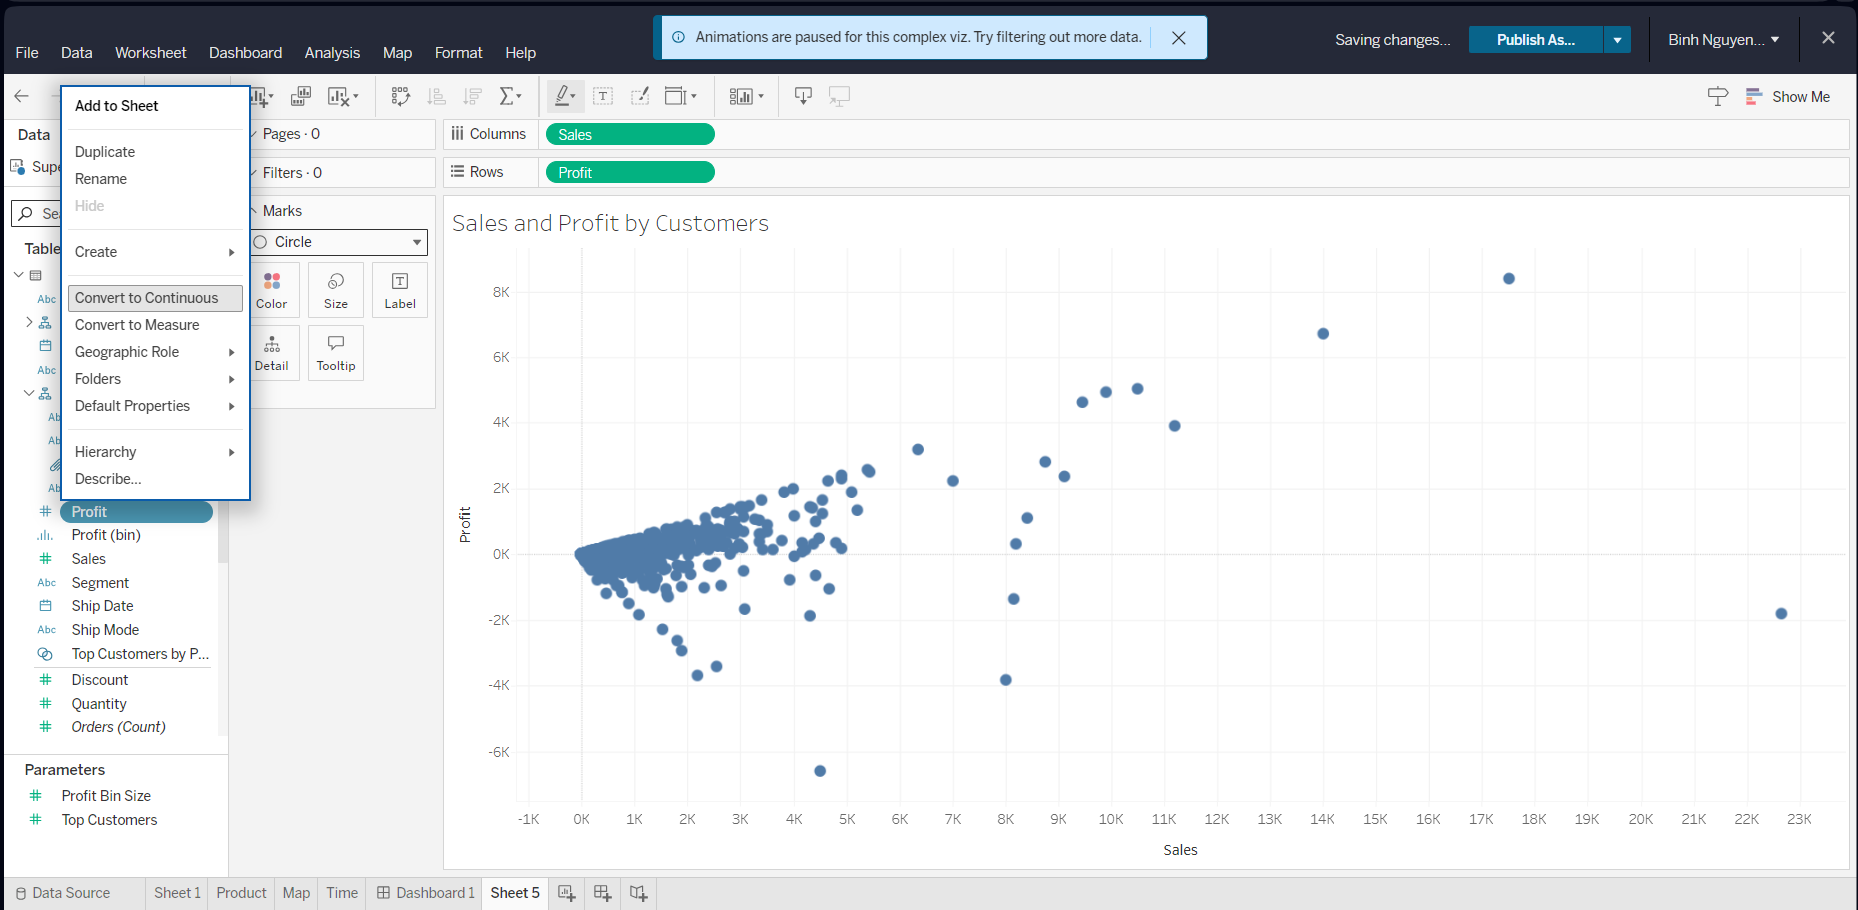 Animations are paused for this complex viz. Try filtering out more data.
Saving changes...
Publish As...
Binh Nguyen...
File Data Worksheet Dashboard Analysis Map Format Help
Show Me
Add to Sheet
Duplicate
Rename
Hide
Create
Convert to Continuous
Convert to Measure
Geographic Role
Folders
Default Properties
Hierarchy
Describe...
Data
Abc
Abc
Profit
Profit (bin)
Sales
Abc Segment
Ship Date
Abc Ship Mode
Top Customers by P...
Discount
Quantity
Orders (Count)
Parameters
Profit Bin Size
Top Customers
Pages · 0
Filters · 0
Marks
Circle
Color Size Label
Detail Tooltip
Columns Sales
Rows Profit
Sales and Profit by Customers
8K
6K
4K
2K
0K
-2K
-4K
-6K
Profit
-1K 0K 1K 2K 3K 4K 5K 6K 7K 8K 9K 10K 11K 12K 13K 14K 15K 16K 17K 18K 19K 20K 21K 22K 23K
Sales
Data Source Sheet 1 Product Map Time Dashboard 1 Sheet 5